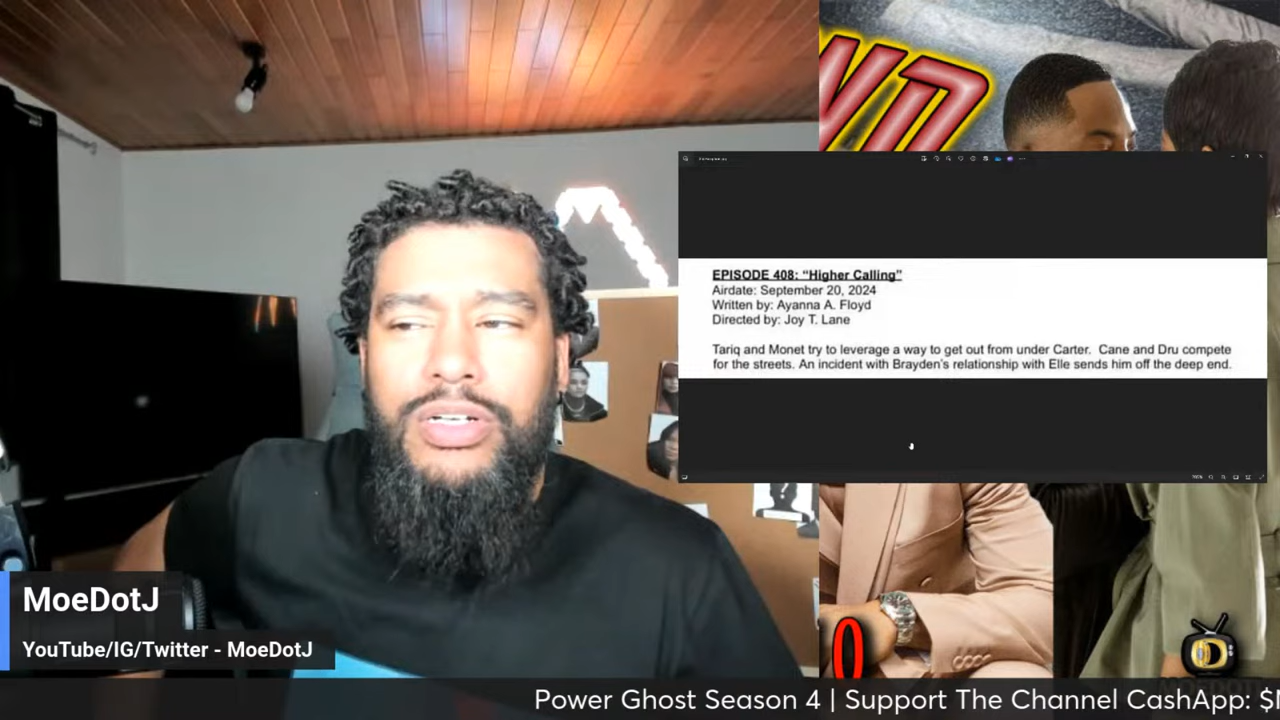 EPISODE 408: “Higher Calling”
Airdate: September 20, 2024
Written by: Ayanna A. Floyd
Directed by: Joy T. Lane
Tariq and Monet try to leverage a way to get out from under Carter. Cane and Dru compete
for the streets. An incident with Brayden's relationship with Elle sends him off the deep end.
MoeDotJ
YouTube/IG/Twitter - MoeDotJ
Power Ghost Season 4 | Support The Channel CashApp: